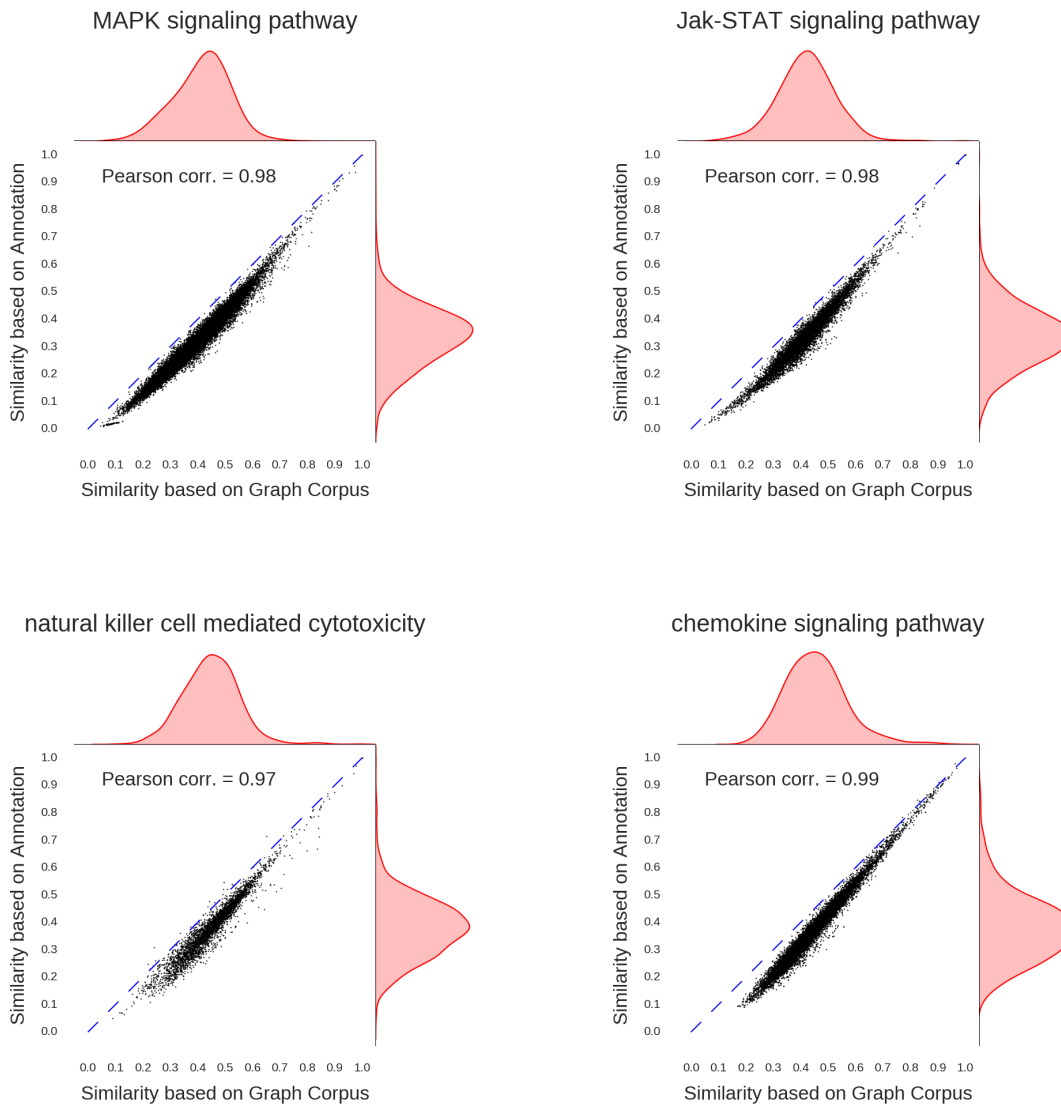 MAPK signaling pathway
Pearson corr. = 0.98
Similarity based on Annotation
1.0
0.9
0.8
0.7
0.6
0.5
0.4
0.3
0.2
0.1
0.0
0.0 0.1 0.2 0.3 0.4 0.5 0.6 0.7 0.8 0.9 1.0
Similarity based on Graph Corpus
Jak-STAT signaling pathway
Pearson corr. = 0.98
Similarity based on Annotation
1.0
0.9
0.8
0.7
0.6
0.5
0.4
0.3
0.2
0.1
0.0
0.0 0.1 0.2 0.3 0.4 0.5 0.6 0.7 0.8 0.9 1.0
Similarity based on Graph Corpus
natural killer cell mediated cytotoxicity
Pearson corr. = 0.97
Similarity based on Annotation
1.0
0.9
0.8
0.7
0.6
0.5
0.4
0.3
0.2
0.1
0.0
0.0 0.1 0.2 0.3 0.4 0.5 0.6 0.7 0.8 0.9 1.0
Similarity based on Graph Corpus
chemokine signaling pathway
Pearson corr. = 0.99
Similarity based on Annotation
1.0
0.9
0.8
0.7
0.6
0.5
0.4
0.3
0.2
0.1
0.0
0.0 0.1 0.2 0.3 0.4 0.5 0.6 0.7 0.8 0.9 1.0
Similarity based on Graph Corpus